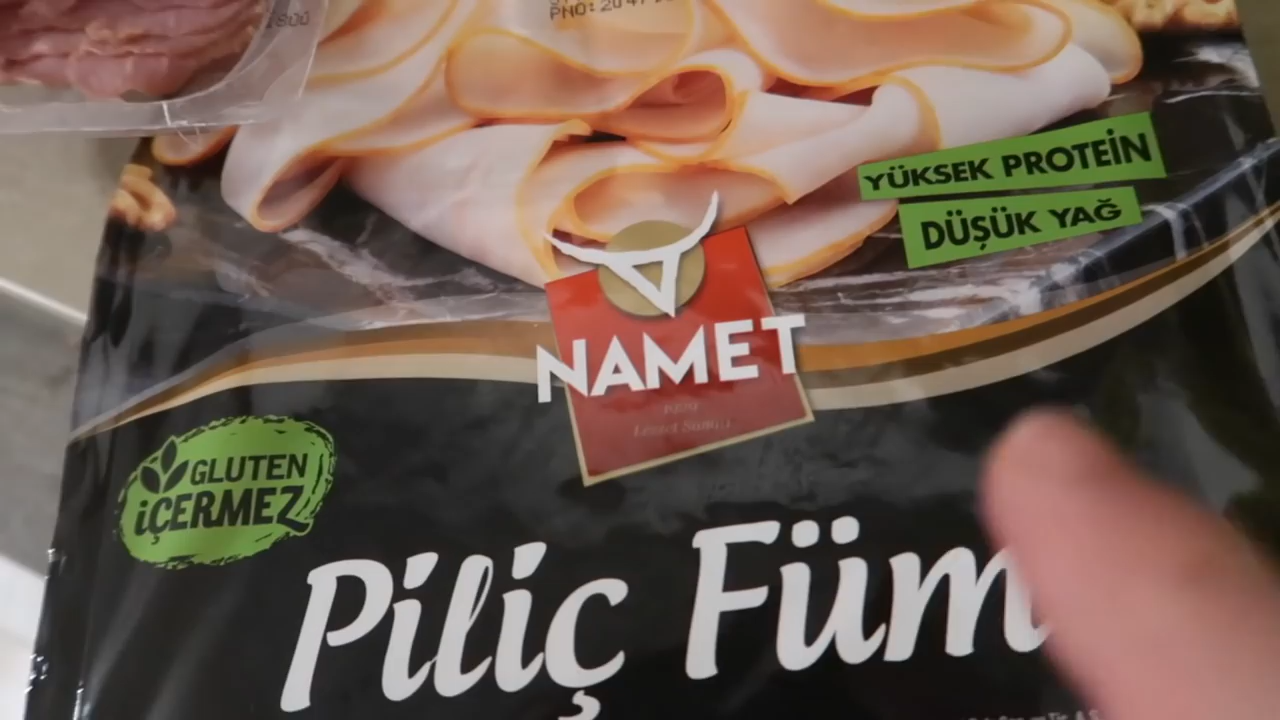 YÜKSEK PROTEİN
DÜŞÜK YAĞ
NAMET
GLUTEN
İÇERMEZ
Piliç Füm